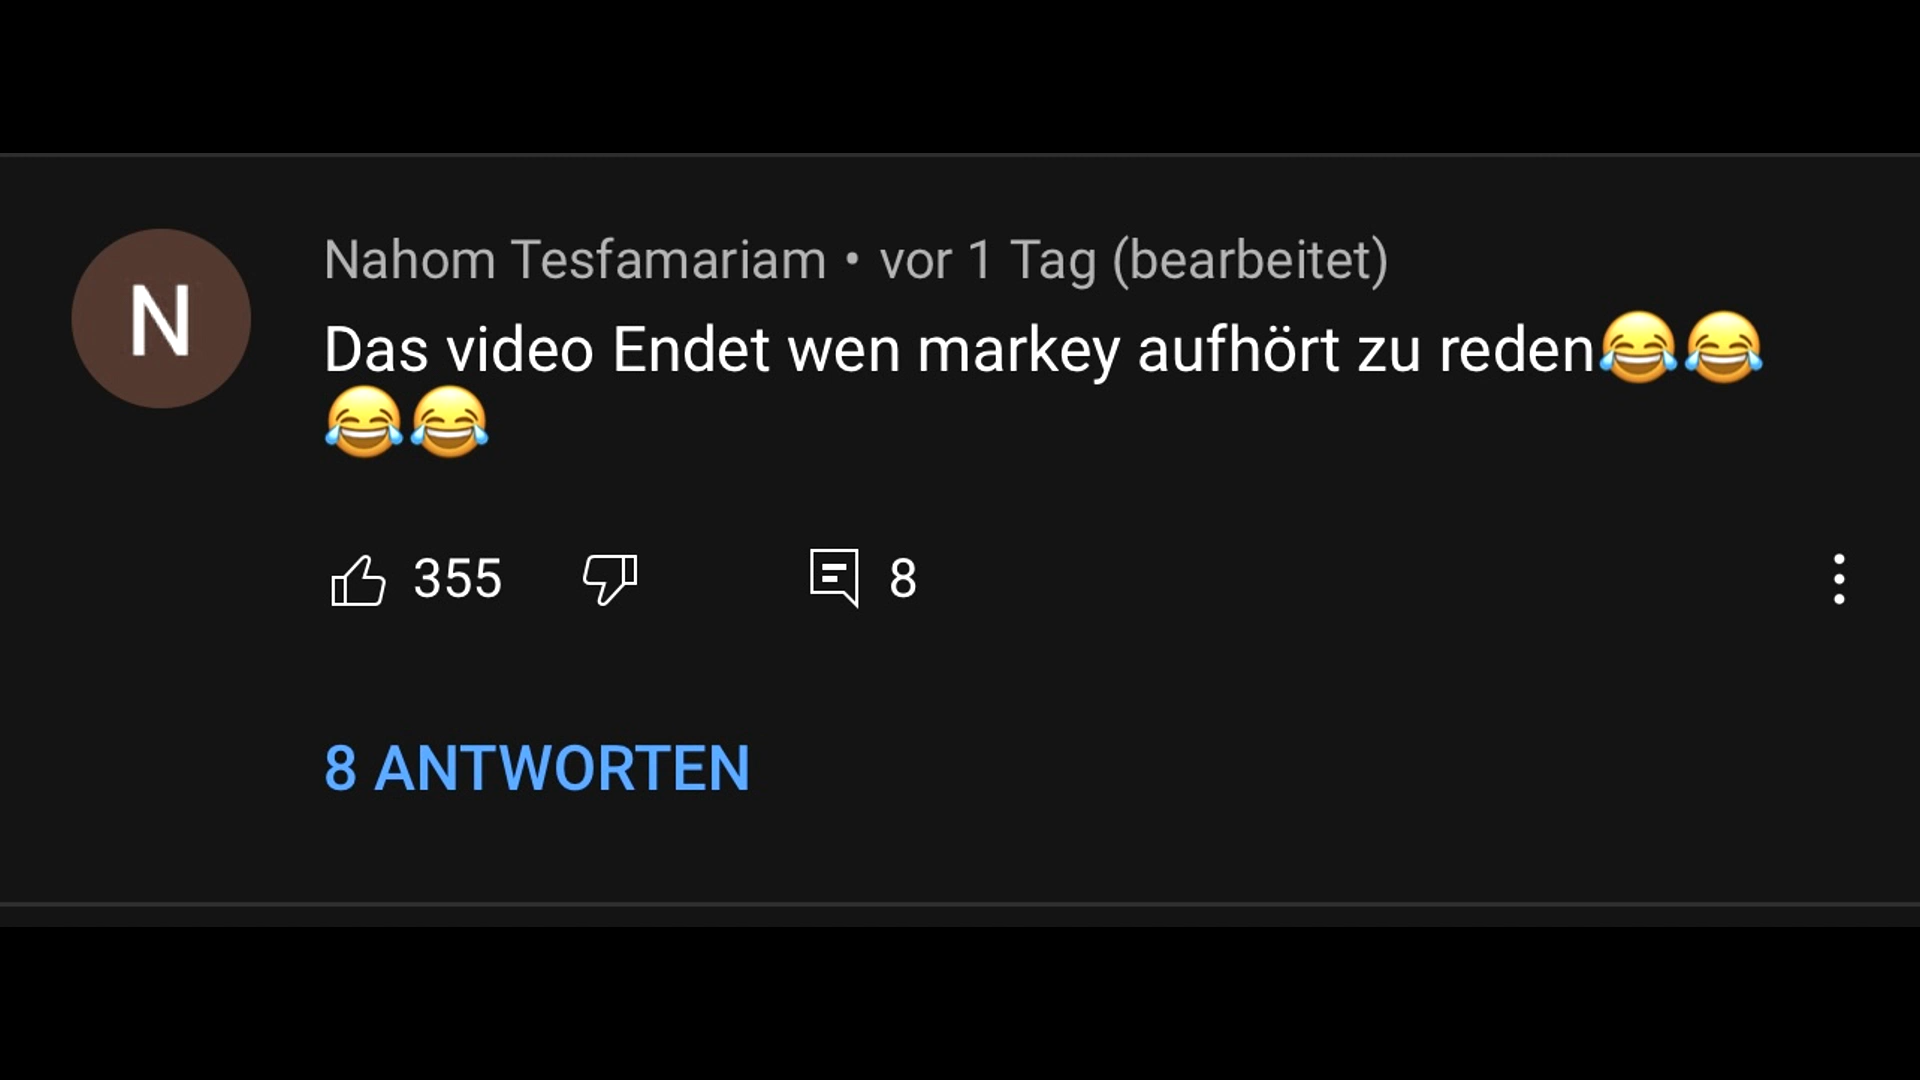 N
Nahom Tesfamariam • vor 1 Tag (bearbeitet)
Das video Endet wen markey aufhört zu reden😂😂
😂😂
355 8
8 ANTWORTEN